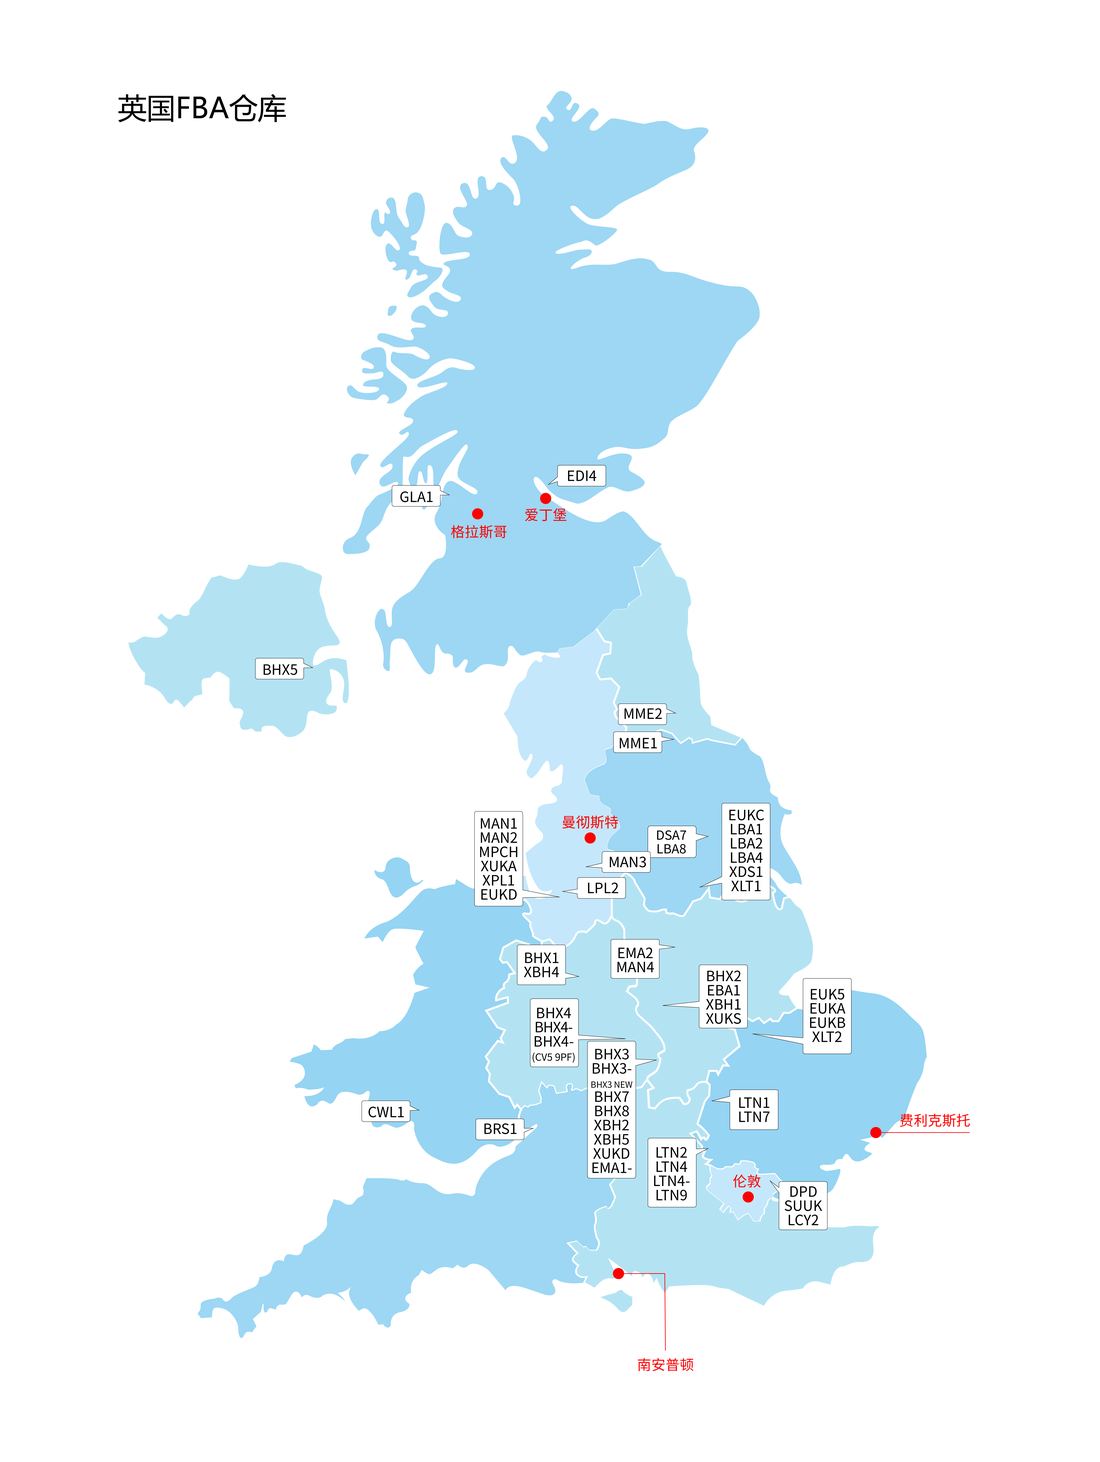 英国FBA仓库
EDI4
GLA1
爱丁堡
格拉斯哥
BHX5
MME2
MME1
曼彻斯特
MAN1
MAN2
MPCH
XUKA
XPL1
EUKD
DSA7
LBA8
EUKC
LBA1
LBA2
LBA4
XDS1
XLT1
MAN3
LPL2
BHX1
XBH4
EMA2
MAN4
BHX2
EBA1
XBH1
XUKS
EUK5
EUKA
EUKB
XLT2
BHX4
BHX4-
BHX4-
(CV5 9PF)
BHX3
BHX3-
BHX3 NEW
BHX7
BHX8
XBH2
XBH5
XUKD
EMA1-
CWL1
BRS1
LTN1
LTN7
费利克斯托
LTN2
LTN4
LTN4-
LTN9
伦敦
DPD
SUUK
LCY2
南安普顿